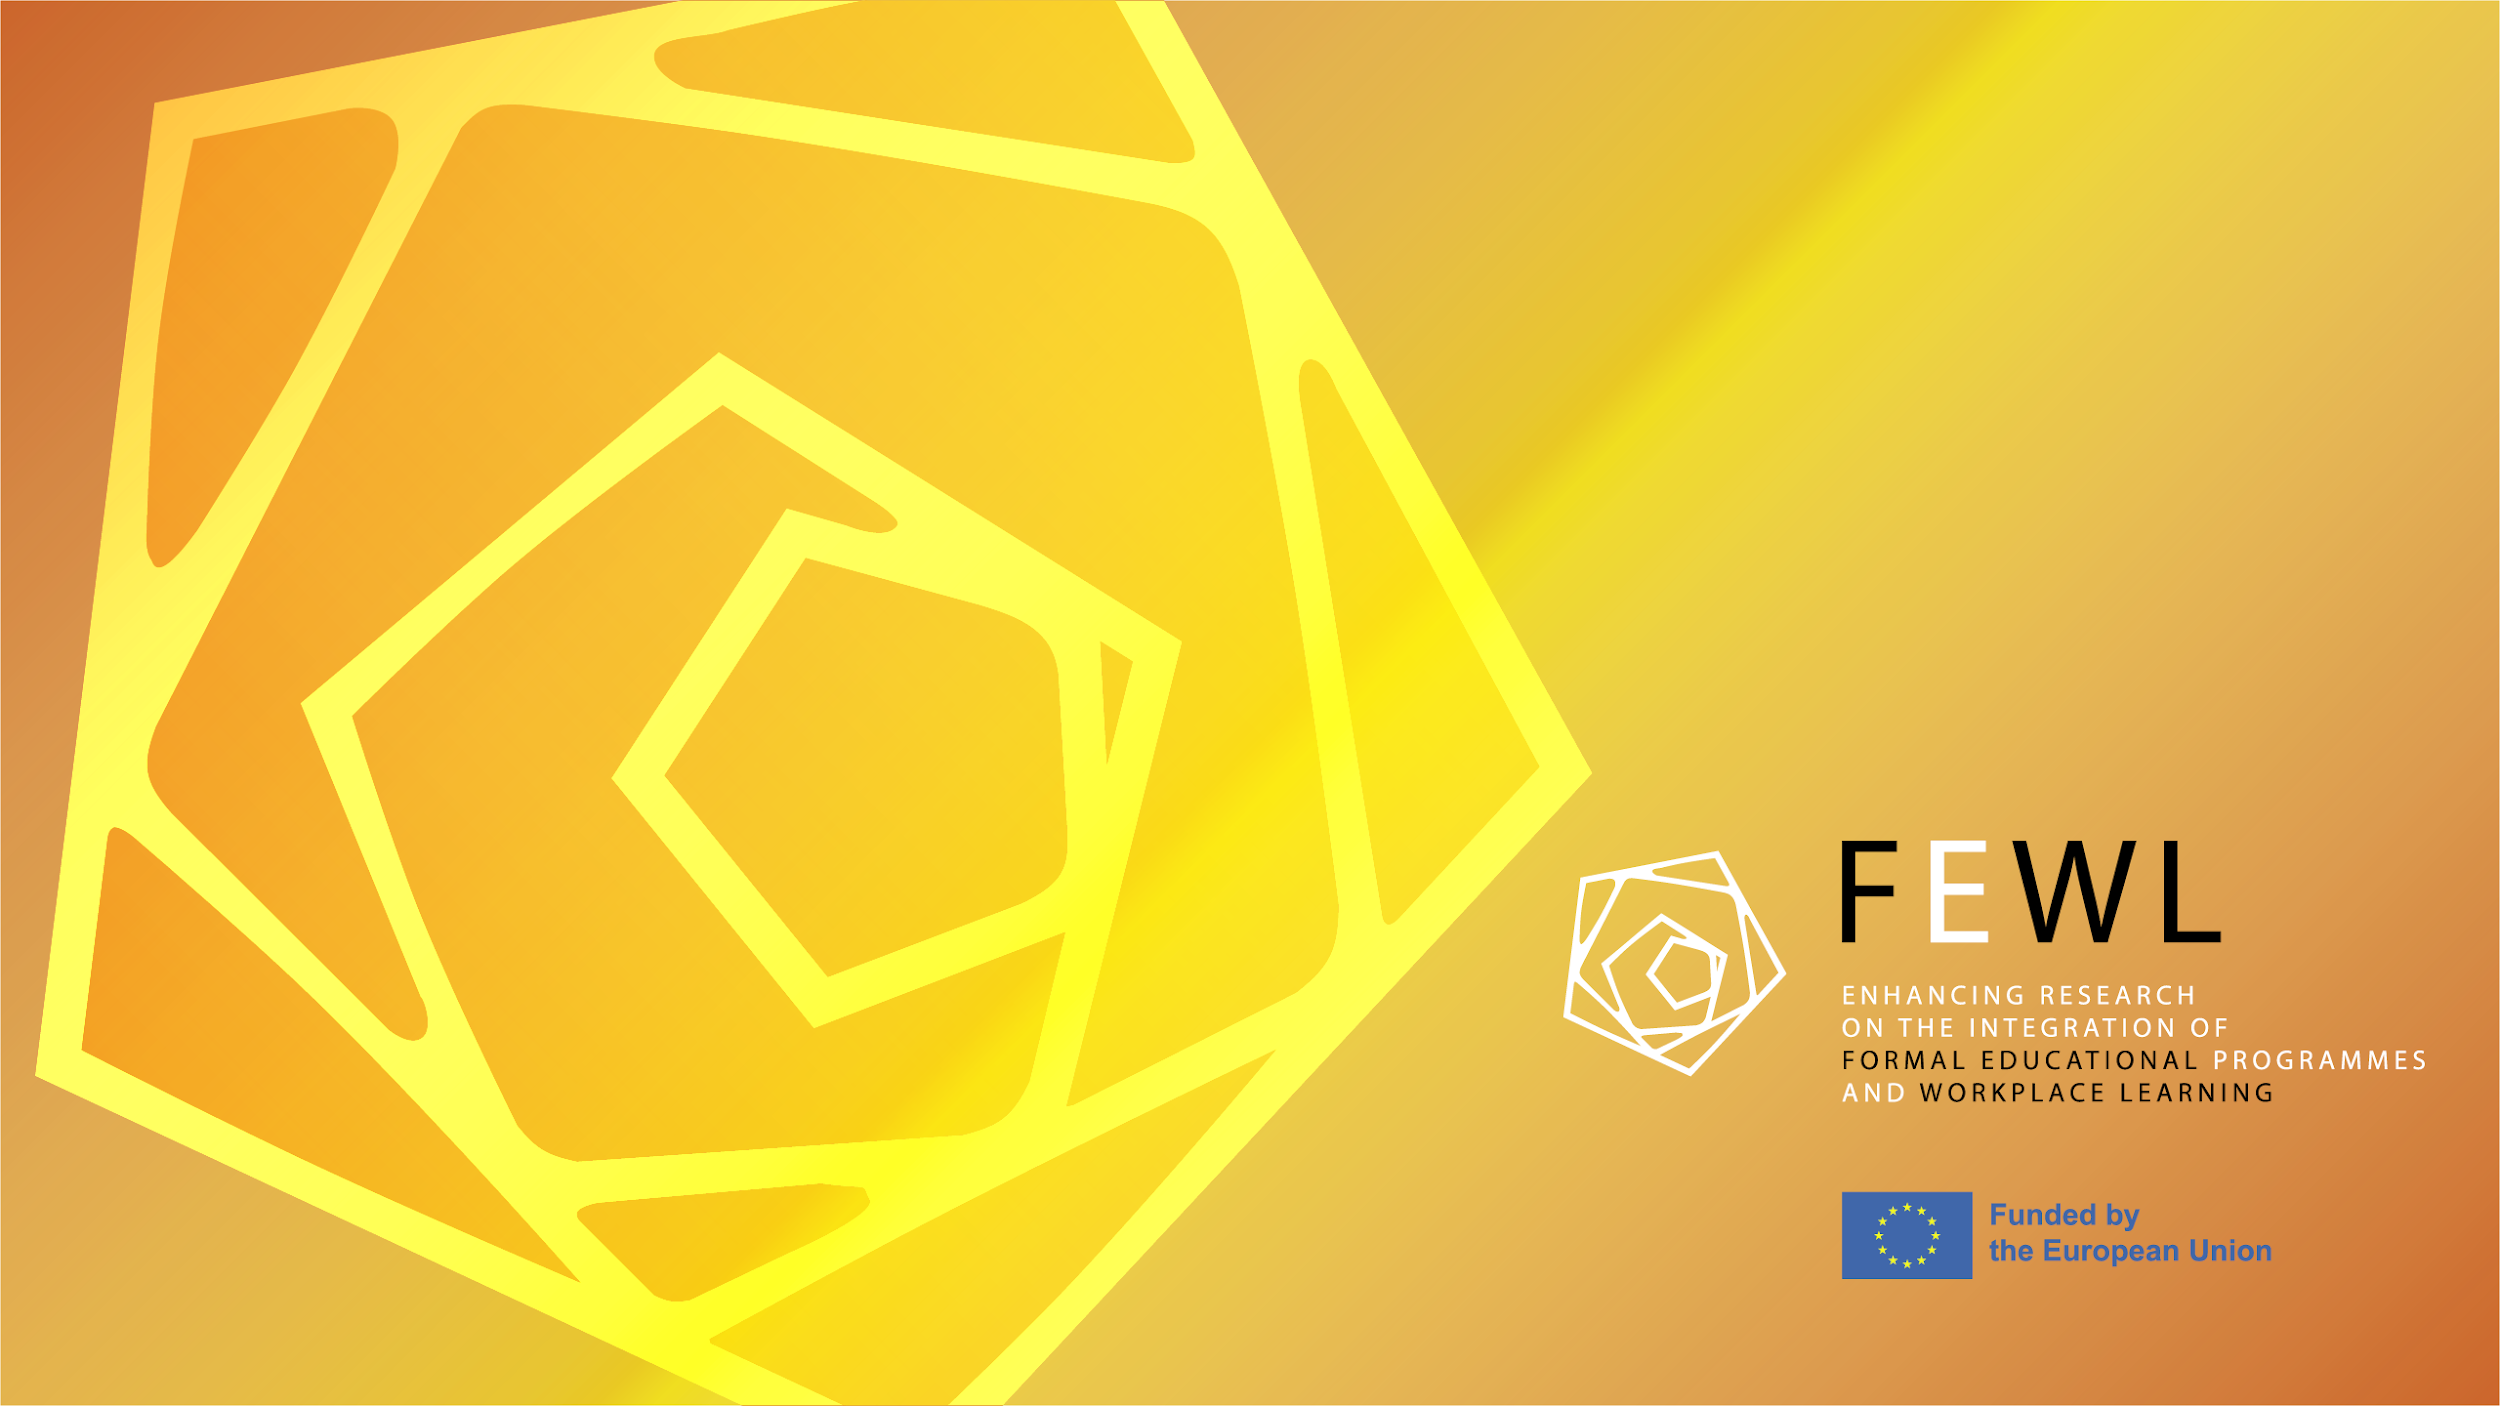 FEWL
ENHANCING RESEARCH
ON THE INTEGRATION OF
FORMAL EDUCATIONAL PROGRAMMES
AND WORKPLACE LEARNING
Funded by
the European Union